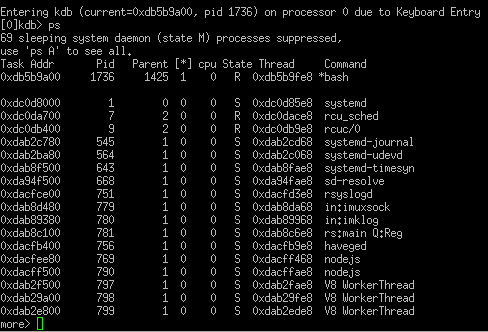 Entering kdb (current=0xdb5b9a00, pid 1736) on processor 0 due to Keyboard Entry
[0]kdb> ps
69 sleeping system daemon (state M) processes suppressed,
use 'ps A' to see all.
Task Addr Pid Parent [*] cpu State Thread Command
0xdb5b9a00 1736 1425 1 0 R 0xdb5b9fe8 *bash
0xdc0d8000 1 0 0 0 S 0xdc0d85e8 systemd
0xdc0da700 7 2 0 0 R 0xdc0dace8 rcu_sched
0xdc0db400 9 2 0 0 R 0xdc0db9e8 rcuc/0
0xdab2c780 545 1 0 0 S 0xdab2cd68 systemd-journal
0xdab2ba80 564 1 0 0 S 0xdab2c068 systemd-udevd
0xdab8f500 643 1 0 0 S 0xdab8fae8 systemd-timesyn
0xda94f500 668 1 0 0 S 0xda94fae8 sd-resolve
0xdacfce00 751 1 0 0 S 0xdacfd3e8 rsyslogd
0xdab8d480 779 1 0 0 S 0xdab8da68 in:imuxsock
0xdab89380 780 1 0 0 S 0xdab89968 in:imklog
0xdab8c100 781 1 0 0 S 0xdab8c6e8 rs:main Q:Reg
0xdacfb400 756 1 0 0 S 0xdacfb9e8 haveged
0xdacfee80 769 1 0 0 S 0xdacff468 nodejs
0xdacff500 790 1 0 0 S 0xdacffae8 nodejs
0xdab2f500 797 1 0 0 S 0xdab2fae8 V8 WorkerThread
0xdab29a00 798 1 0 0 S 0xdab29fe8 V8 WorkerThread
0xdab2e800 799 1 0 0 S 0xdab2ede8 V8 WorkerThread
more>